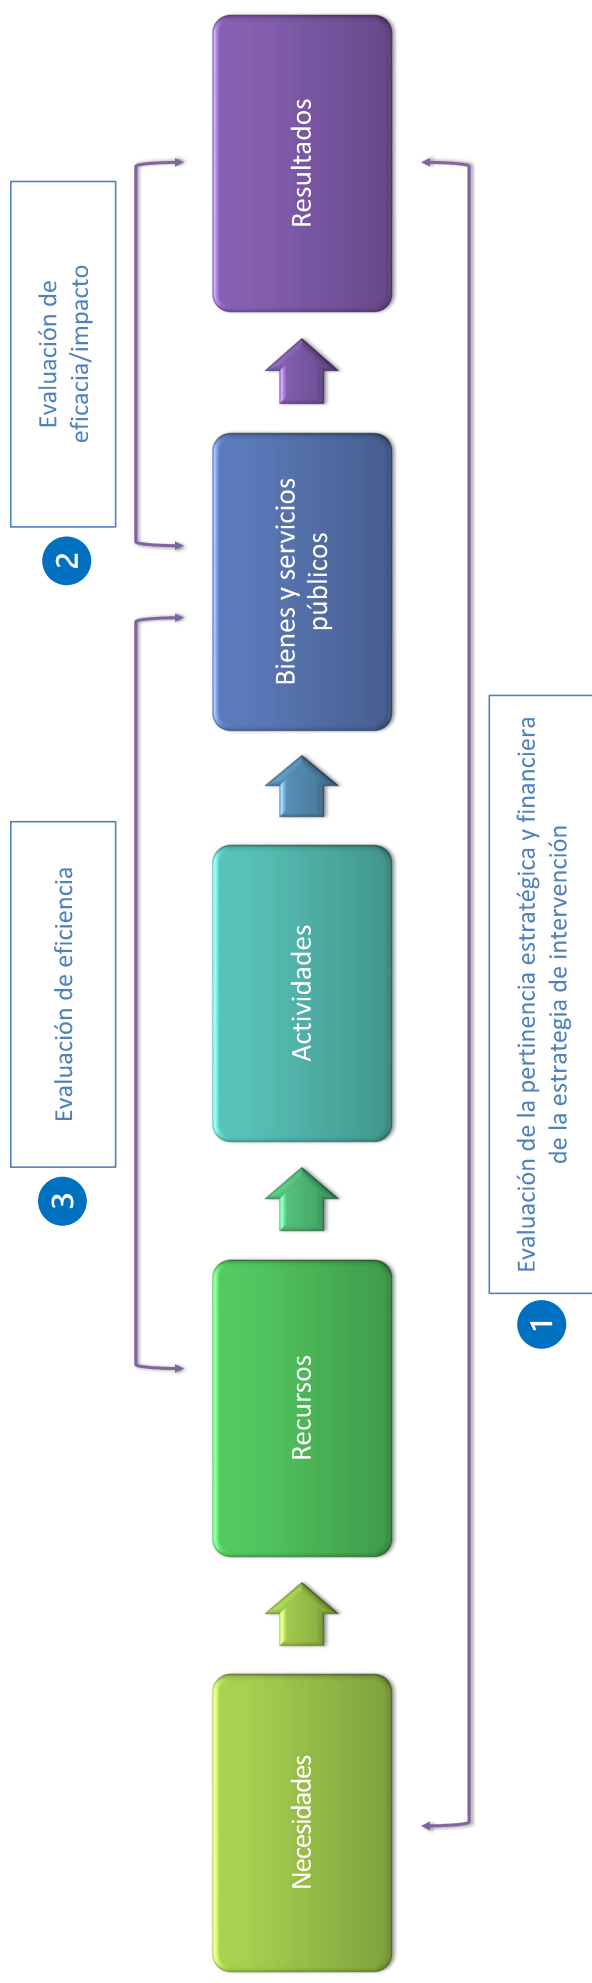 3
Evaluación de eficiencia
2
Evaluación de
eficacia/impacto
Necesidades
Recursos
Actividades
Bienes y servicios
públicos
Resultados
1
Evaluación de la pertinencia estratégica y financiera
de la estrategia de intervención